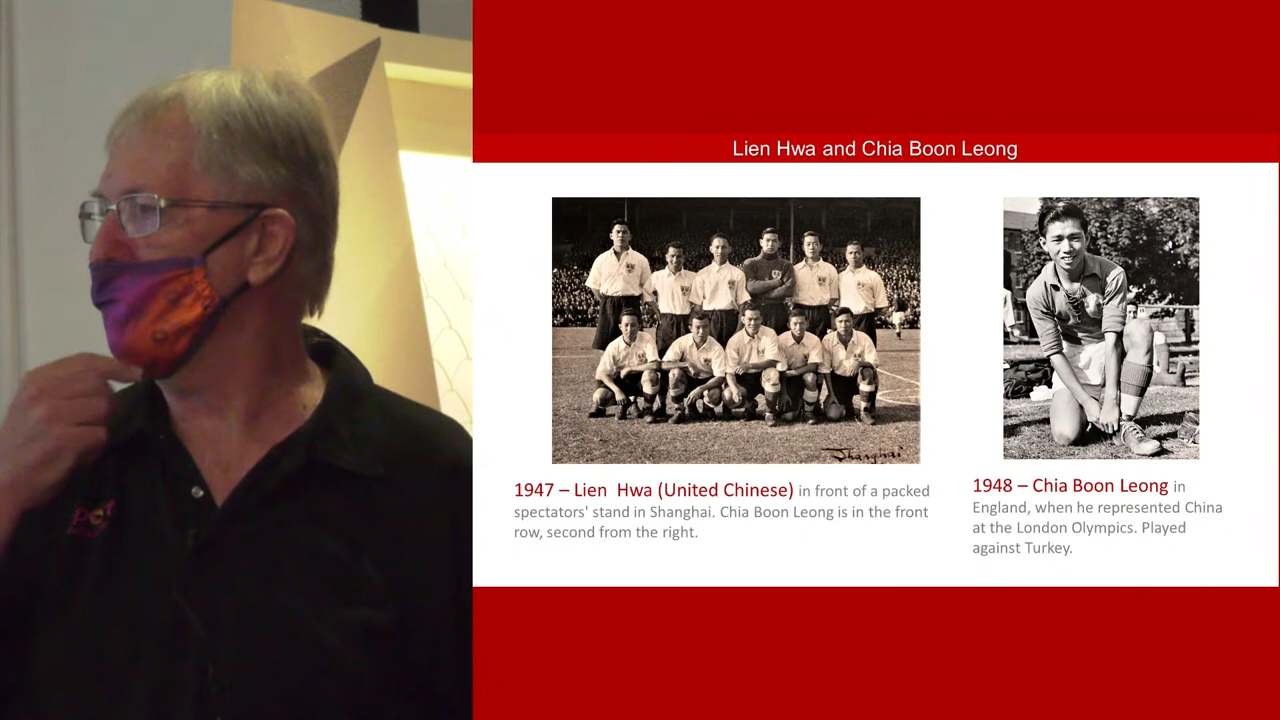 Lien Hwa and Chia Boon Leong
Shanghai
1947 – Lien  Hwa (United Chinese) in front of a packed
spectators' stand in Shanghai. Chia Boon Leong is in the front
row, second from the right.
1948 – Chia Boon Leong in
England, when he represented China
at the London Olympics. Played
against Turkey.